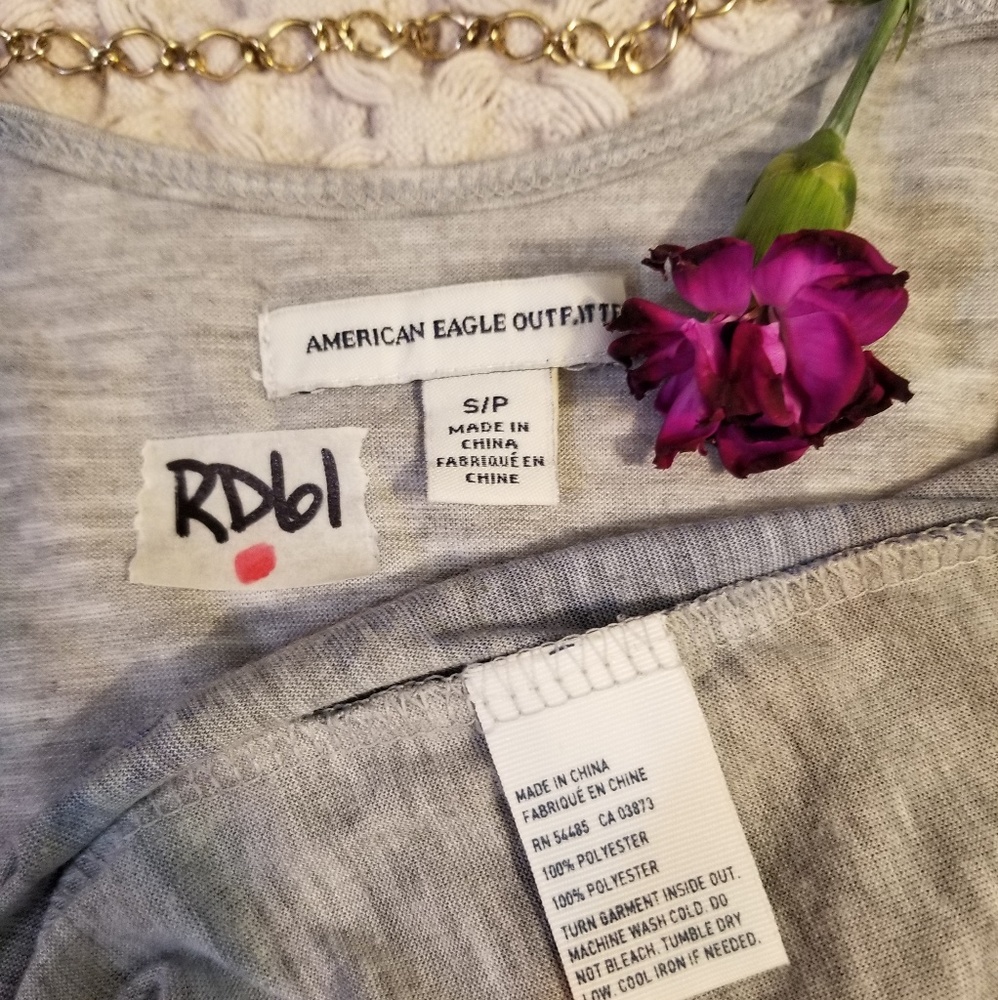 AMERICAN EAGLE OUTFITTE
S/P
MADE IN
CHINA
FABRIQUÉ EN
CHINE
RD61
MADE IN CHINA
FABRIQUÉ EN CHINE
RN 54485 CA 03873
100% POLYESTER
100% POLYESTER
TURN GARMENT INSIDE OUT.
MACHINE WASH COLD. DO
NOT BLEACH. TUMBLE DRY
LOW. COOL IRON IF NEEDED.